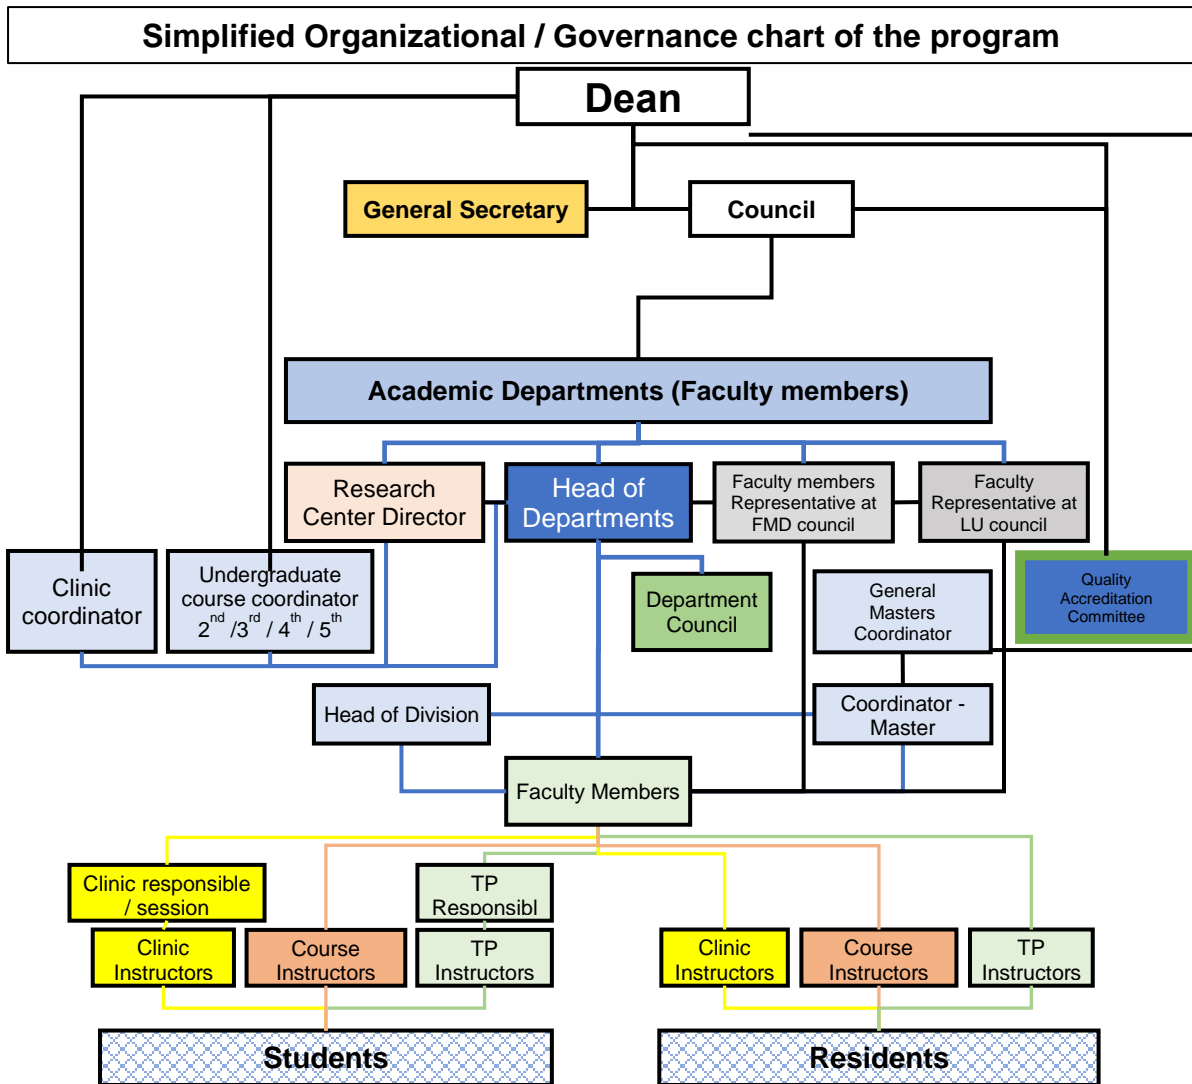 Simplified Organizational / Governance chart of the program
Dean
General Secretary
Council
Academic Departments (Faculty members)
Research
Center Director
Head of
Departments
Faculty members
Representative at
FMD council
Faculty
Representative at
LU council
Clinic
coordinator
Undergraduate
course coordinator
2nd /3rd / 4th / 5th
Department
Council
General
Masters
Coordinator
Quality
Accreditation
Committee
Head of Division
Coordinator -
Master
Faculty Members
Clinic responsible
/ session
TP
Responsibl
Clinic
Instructors
Course
Instructors
TP
Instructors
Clinic
Instructors
Course
Instructors
TP
Instructors
Students
Residents